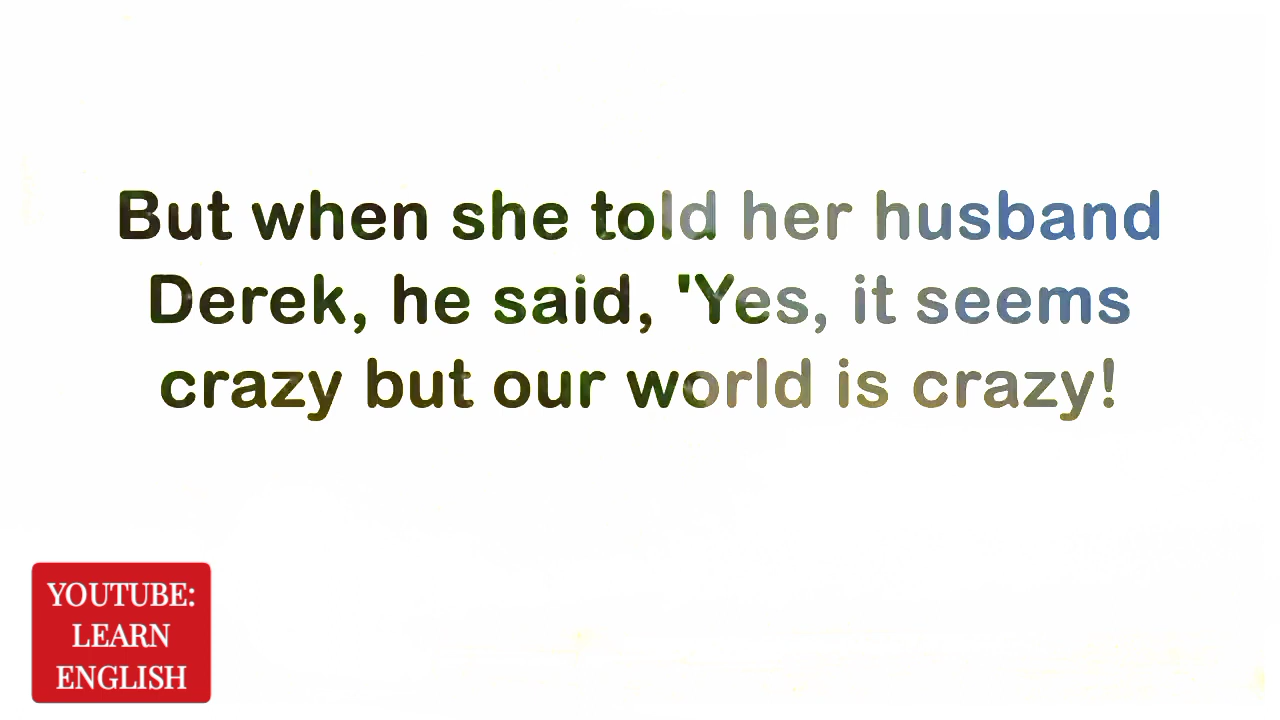 But when she told her husband
Derek, he said, 'Yes, it seems
crazy but our world is crazy!
YOUTUBE:
LEARN
ENGLISH